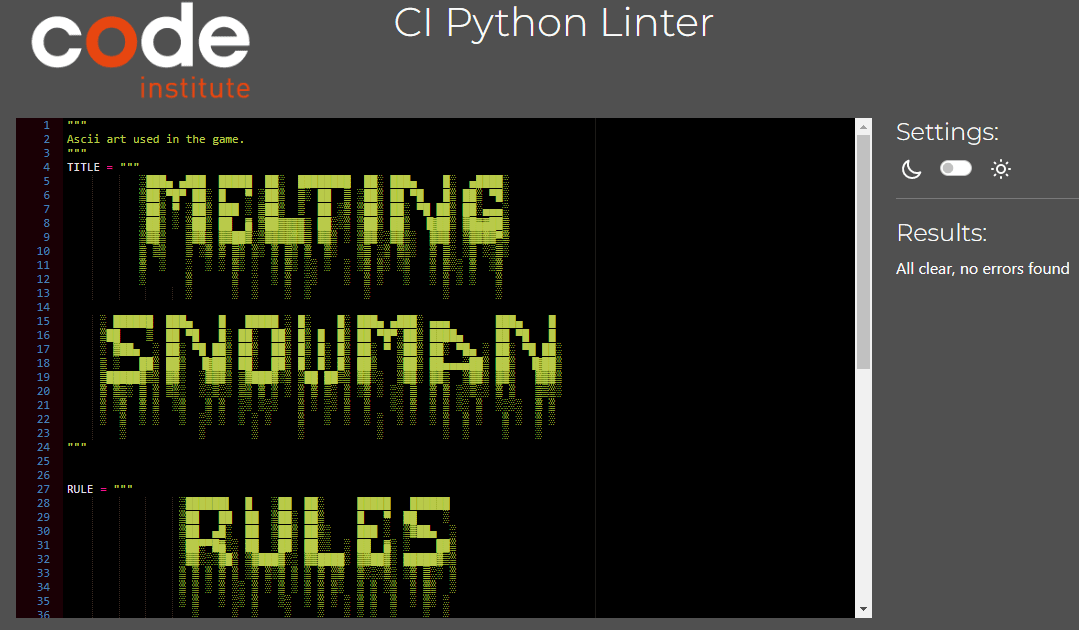 code
institute
CI Python Linter
1 """
2 Ascii art used in the game.
3 """
4 TITLE = """
5
6
7
8
9
10
11
12
13
14
MELTING
15
16
17
18
19
20
21
22
23
SNOWMAN
24 """
25
26
27 RULE = """
28
29
30
31
32
33
34
35
36
RULES
Settings:
Results:
All clear, no errors found